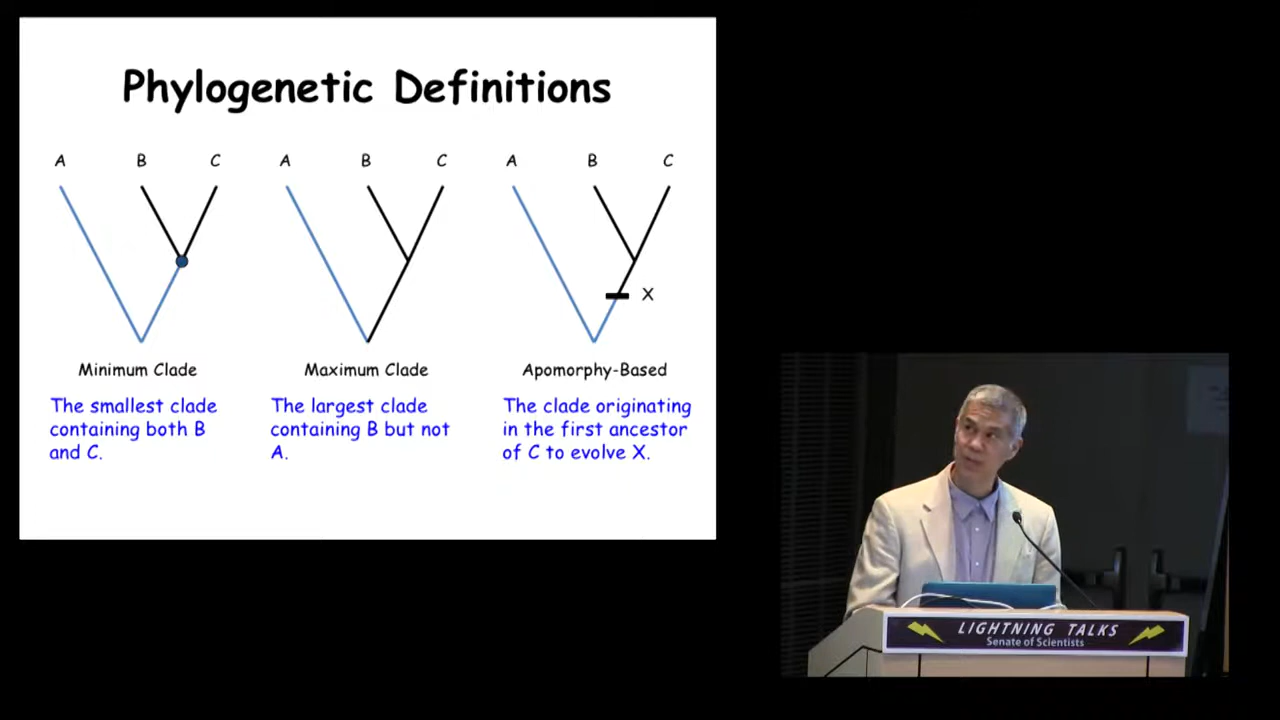 Phylogenetic Definitions
A B C A B C A B C
X
Minimum Clade Maximum Clade Apomorphy-Based
The smallest clade
containing both B
and C.
The largest clade
containing B but not
A.
The clade originating
in the first ancestor
of C to evolve X.
LIGHTNING TALKS
Senate of Scientists